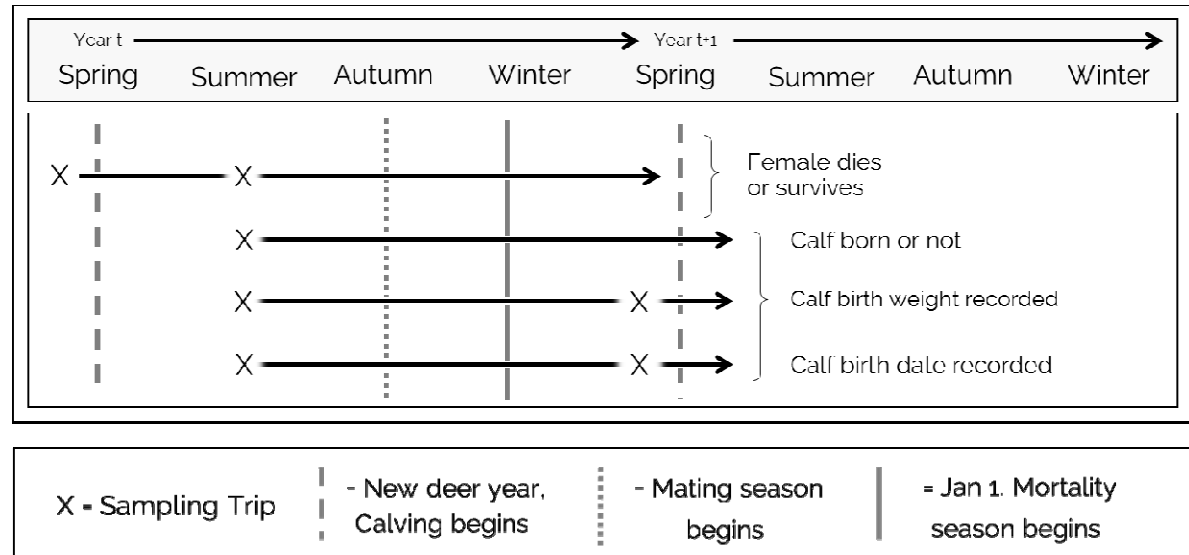 Year t Year t+1
Spring Summer Autumn Winter Spring Summer Autumn Winter
X X Female dies
or survives
X Calf born or not
X X Calf birth weight recorded
X X Calf birth date recorded
X - Sampling Trip
- New deer year,
Calving begins
- Mating season
begins
= Jan 1. Mortality
season begins